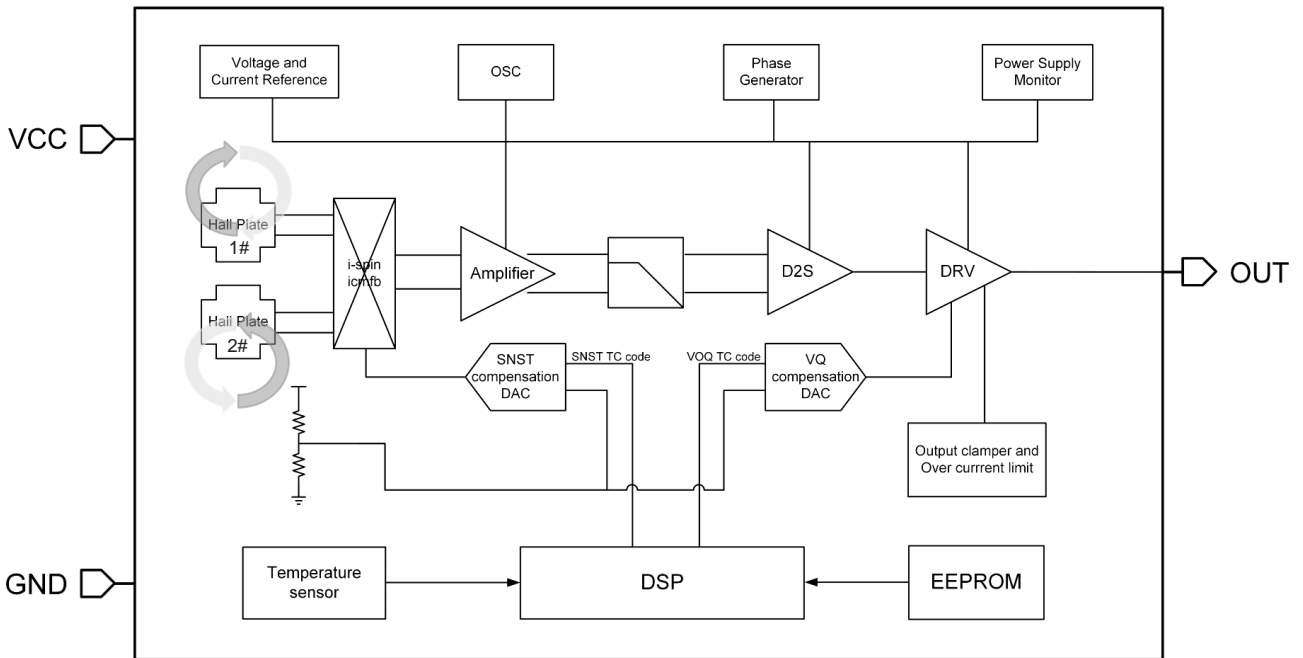 Voltage and
Current Reference
OSC
Phase
Generator
Power Supply
Monitor
VCC
Hall Plate
1#
i-spin
icmfb
Amplifier
D2S
DRV
OUT
Hall Plate
2#
SNST
compensation
DAC
SNST TC code
VOQ TC code
VQ
compensation
DAC
Output clamper and
Over currrent limit
GND
Temperature
sensor
DSP
EEPROM